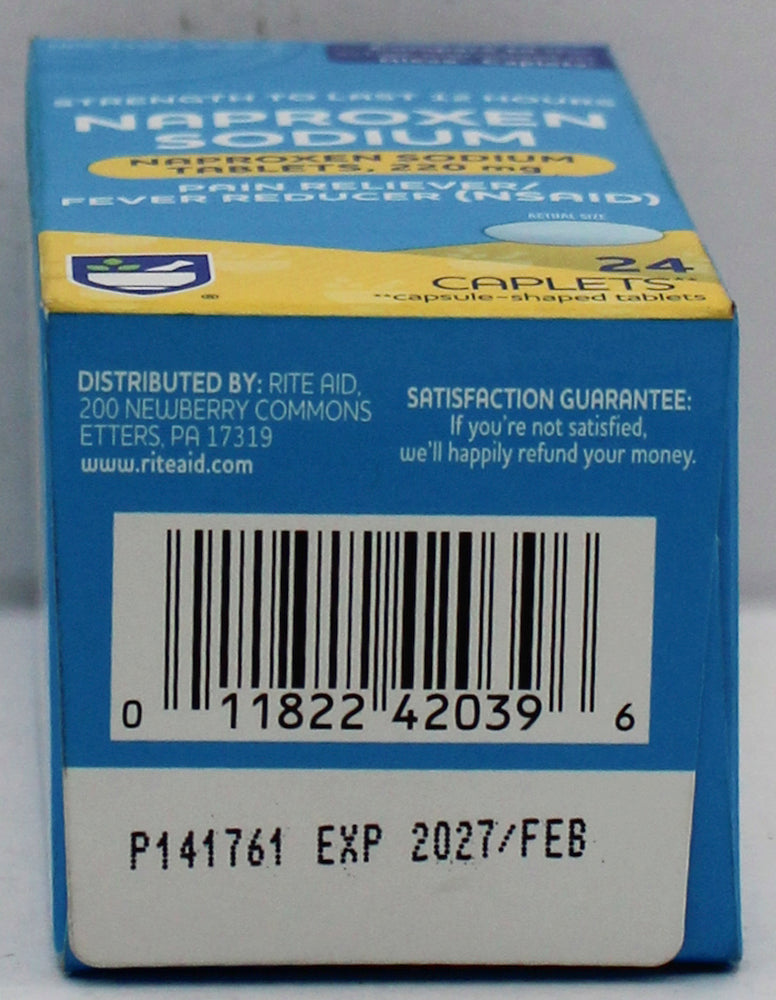 STRENGTH TO LAST 12 HOURS
NAPROXEN
SODIUM
NAPROXEN SODIUM
TABLETS, 220 mg
PAIN RELIEVER/
FEVER REDUCER (NSAID)
ACTUAL SIZE
24
CAPLETS**
**capsule-shaped tablets
®
DISTRIBUTED BY: RITE AID,
200 NEWBERRY COMMONS
ETTERS, PA 17319
www.riteaid.com
SATISFACTION GUARANTEE:
If you're not satisfied,
we'll happily refund your money.
0 11822 42039 6
P141761 EXP 2027/FEB